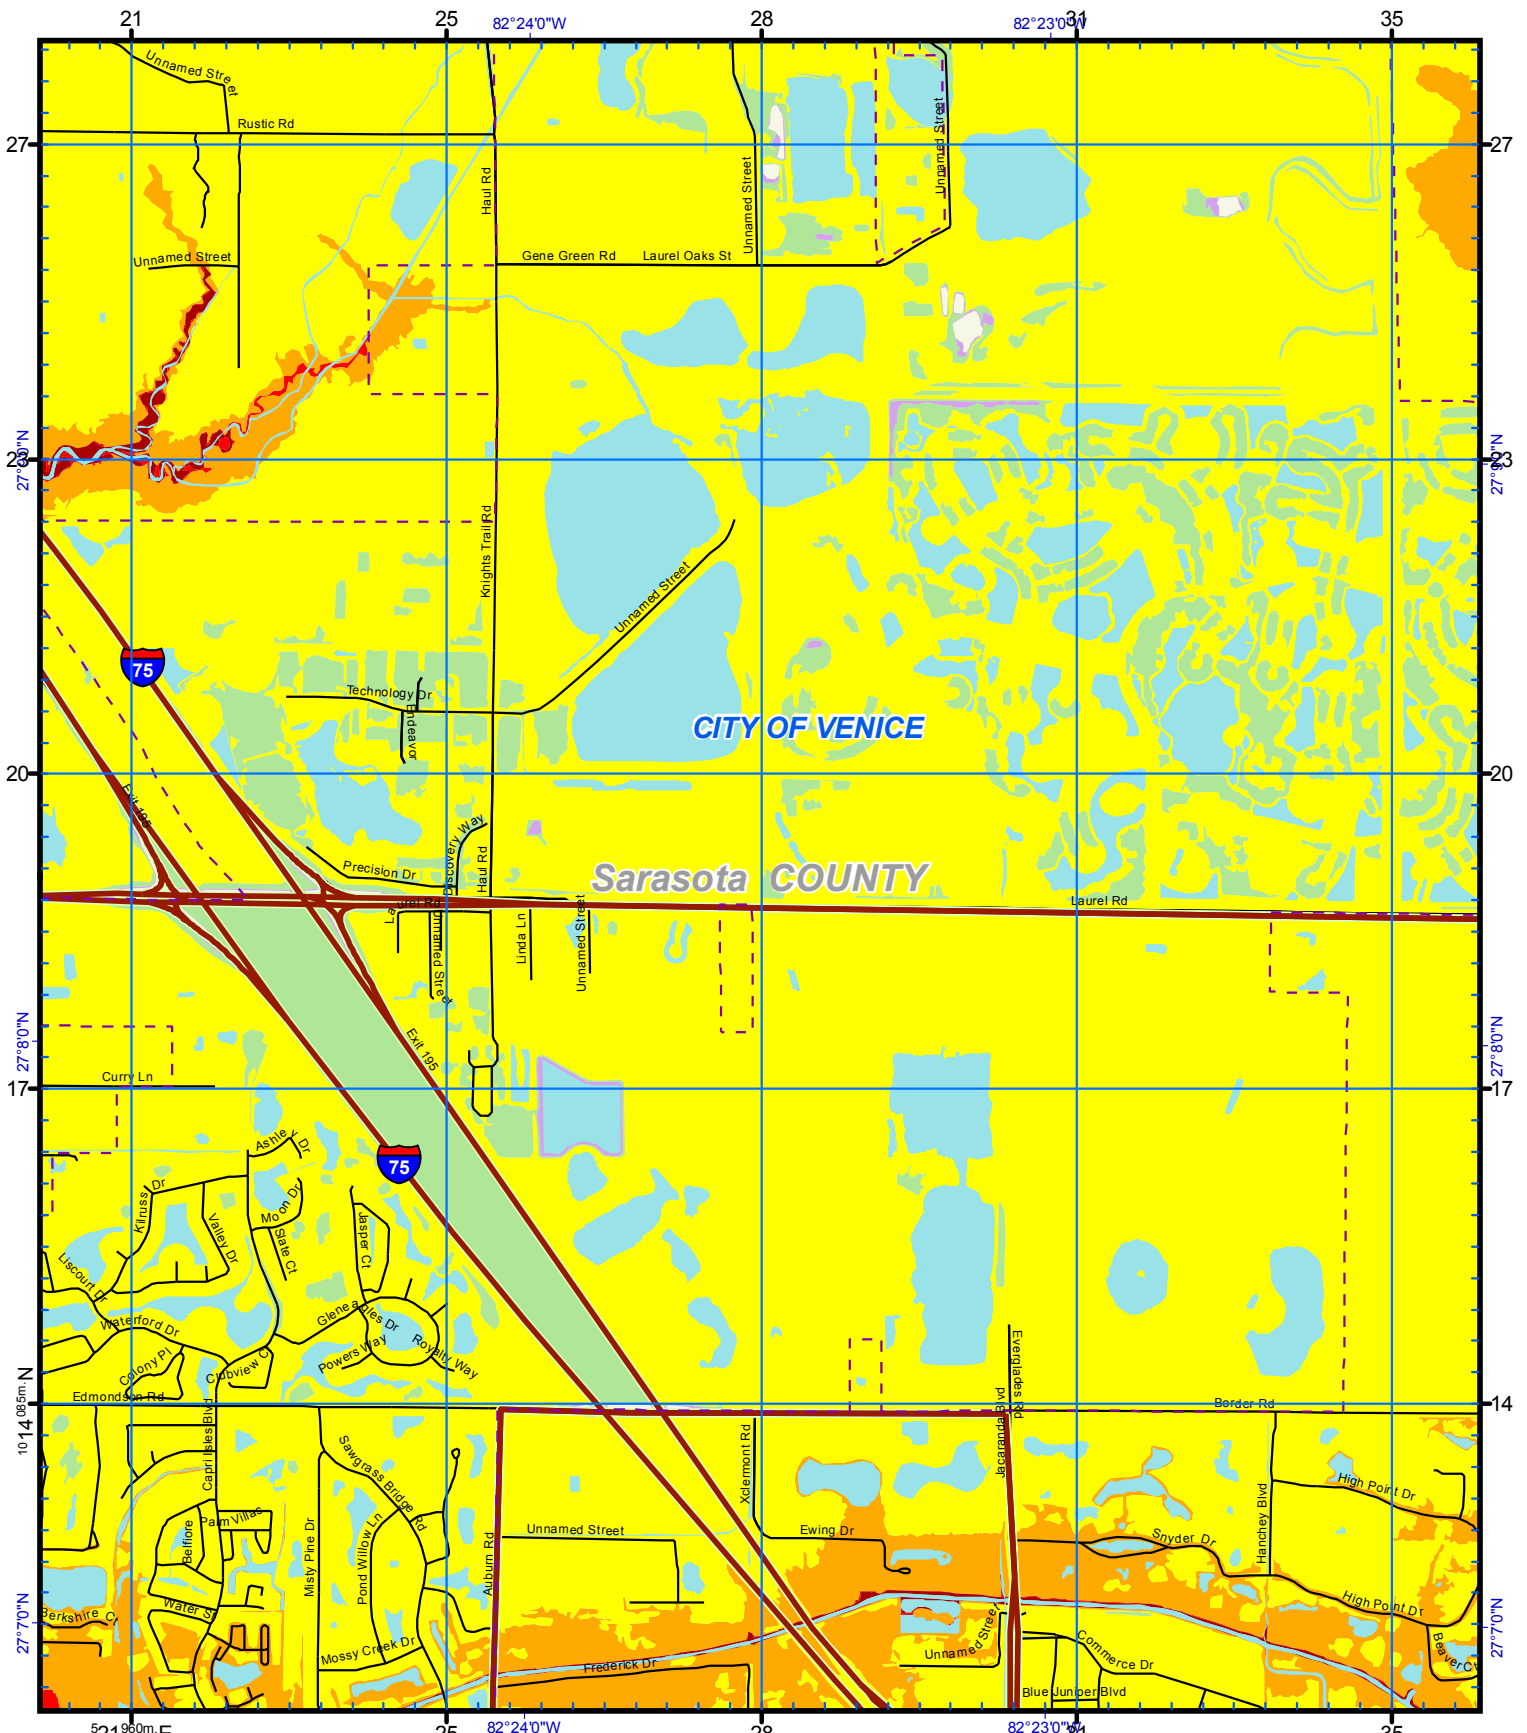 21
25
82°24'0"W
28
82°23'0"W
31
35
Unnamed Street
Rustic Rd
Unnamed Street
27
27
Haul Rd
Unnamed Street
Unnamed Street
Gene Green Rd
Laurel Oaks St
27°9'0"N
23
23
27°9'0"N
Knights Trail Rd
Unnamed Street
75
Technology Dr
Endeavor
CITY OF VENICE
20
20
Exit 195
Discovery Way
Precision Dr
Haul Rd
Sarasota COUNTY
Laurel Rd
Laurel Rd
Unnamed Street
Linda Ln
Unnamed Street
27°8'0"N
27°8'0"N
Exit 195
Curry Ln
17
17
Ashley Dr
75
Kilruss Dr
Valley Dr
Moon Dr
Slate Ct
Jasper Ct
Liscourt Dr
Waterford Dr
Gleneagles Dr
Colony Pl
Clubview C
Powers Way
Royalty Way
Everglades Rd
Edmondson Rd
Border Rd
10 14 085m. N
14
Capri Isles Blvd
Sawgrass Bridge Rd
Xclermont Rd
Jacaranda Blvd
Hanchey Blvd
High Point Dr
Palm Villas
Belfiore
Misty Pine Dr
Pond Willow Ln
Auburn Rd
Unnamed Street
Ewing Dr
Snyder Dr
27°7'0"N
Berkshire Ct
Water St
High Point Dr
27°7'0"N
Mossy Creek Dr
Frederick Dr
Unnamed Street
Commerce Dr
Beaver C
Blue Juniper Blvd
960m.
82°24'0"W
82°23'0"W
35